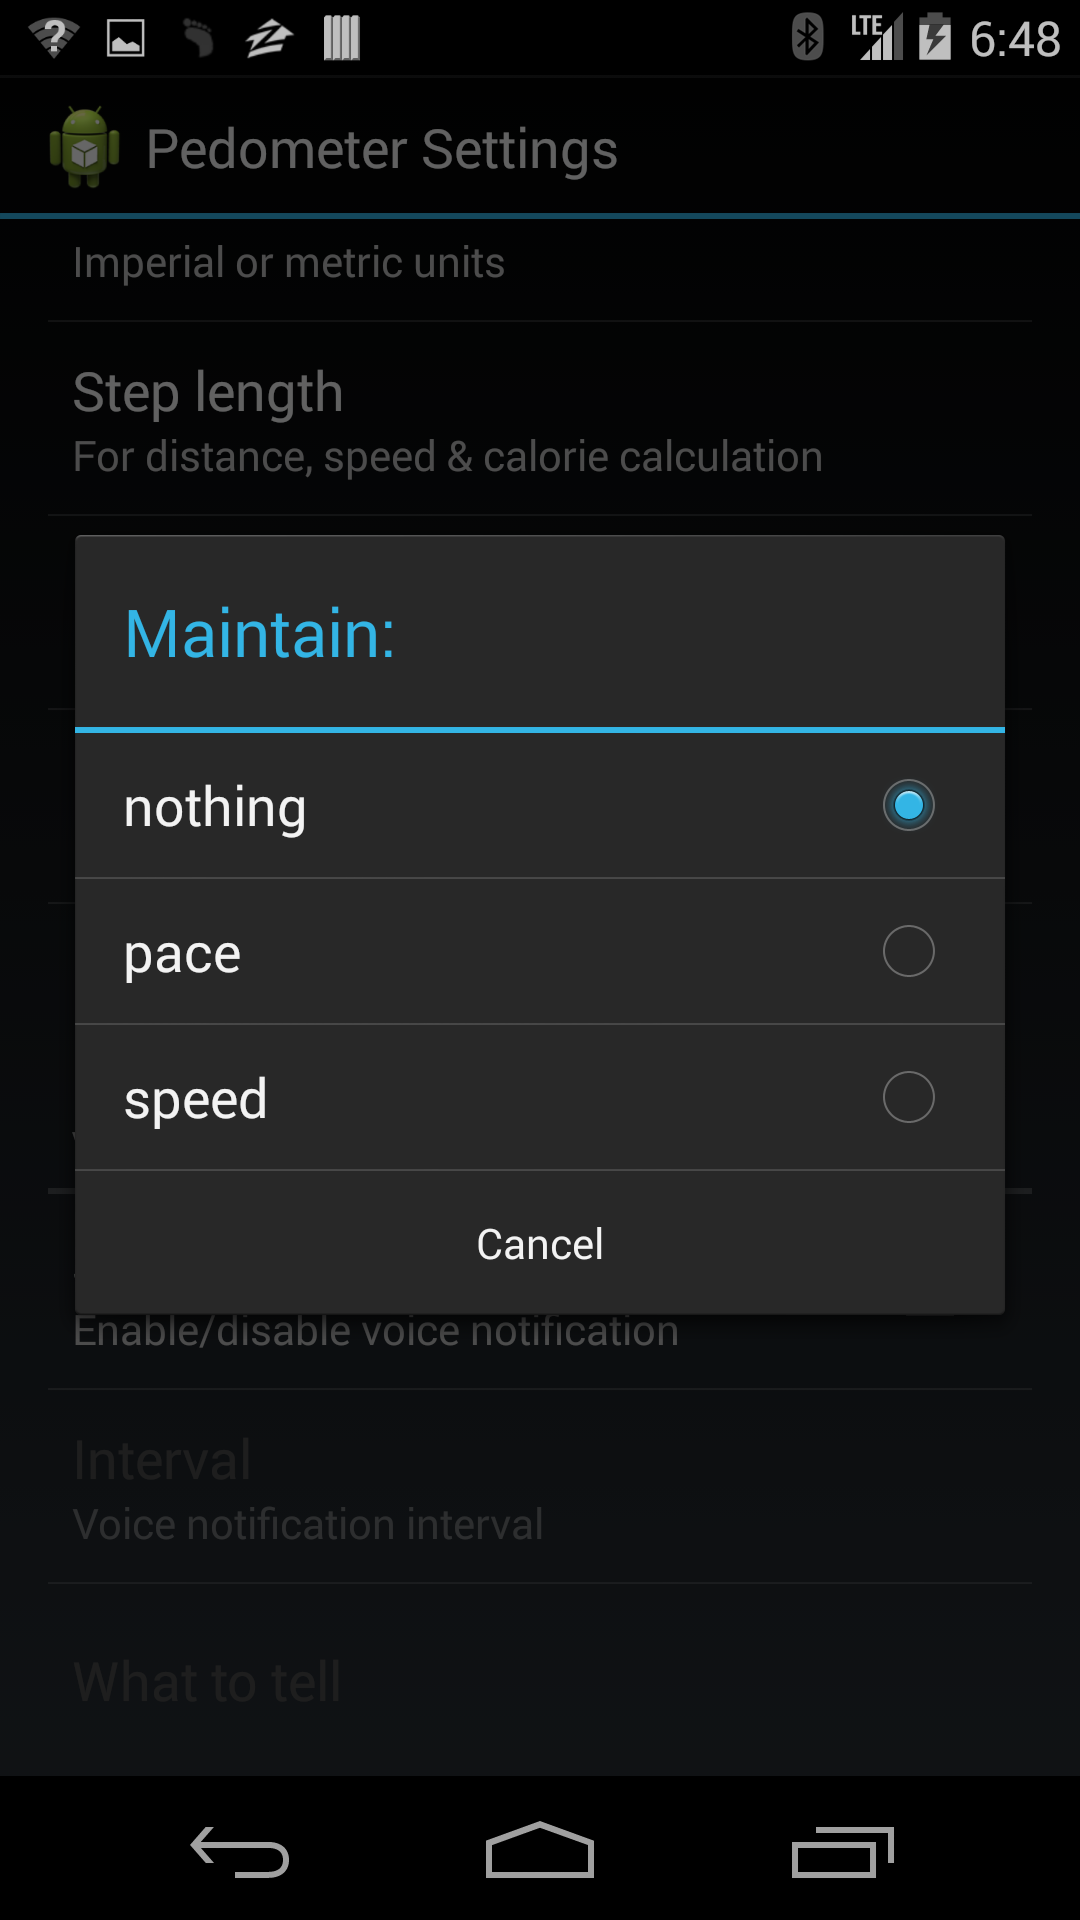 LTE 6:48
Pedometer Settings
Imperial or metric units
Step length
For distance, speed & calorie calculation
Maintain:
nothing
pace
speed
Cancel
Enable/disable voice notification
Interval
Voice notification interval
What to tell